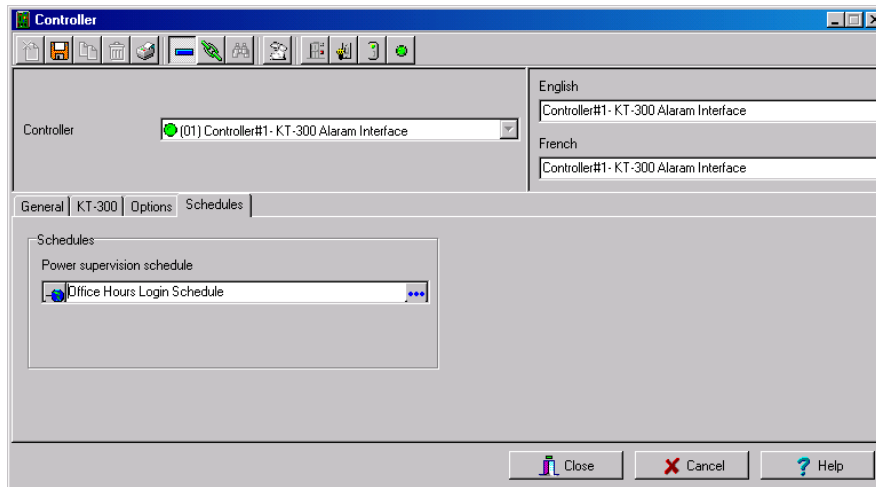 Controller
English
Controller#1- KT-300 Alaram Interface
Controller
(01) Controller#1- KT-300 Alaram Interface
French
Controller#1- KT-300 Alaram Interface
General KT-300 Options Schedules
Schedules
Power supervision schedule
Office Hours Login Schedule
Close Cancel Help